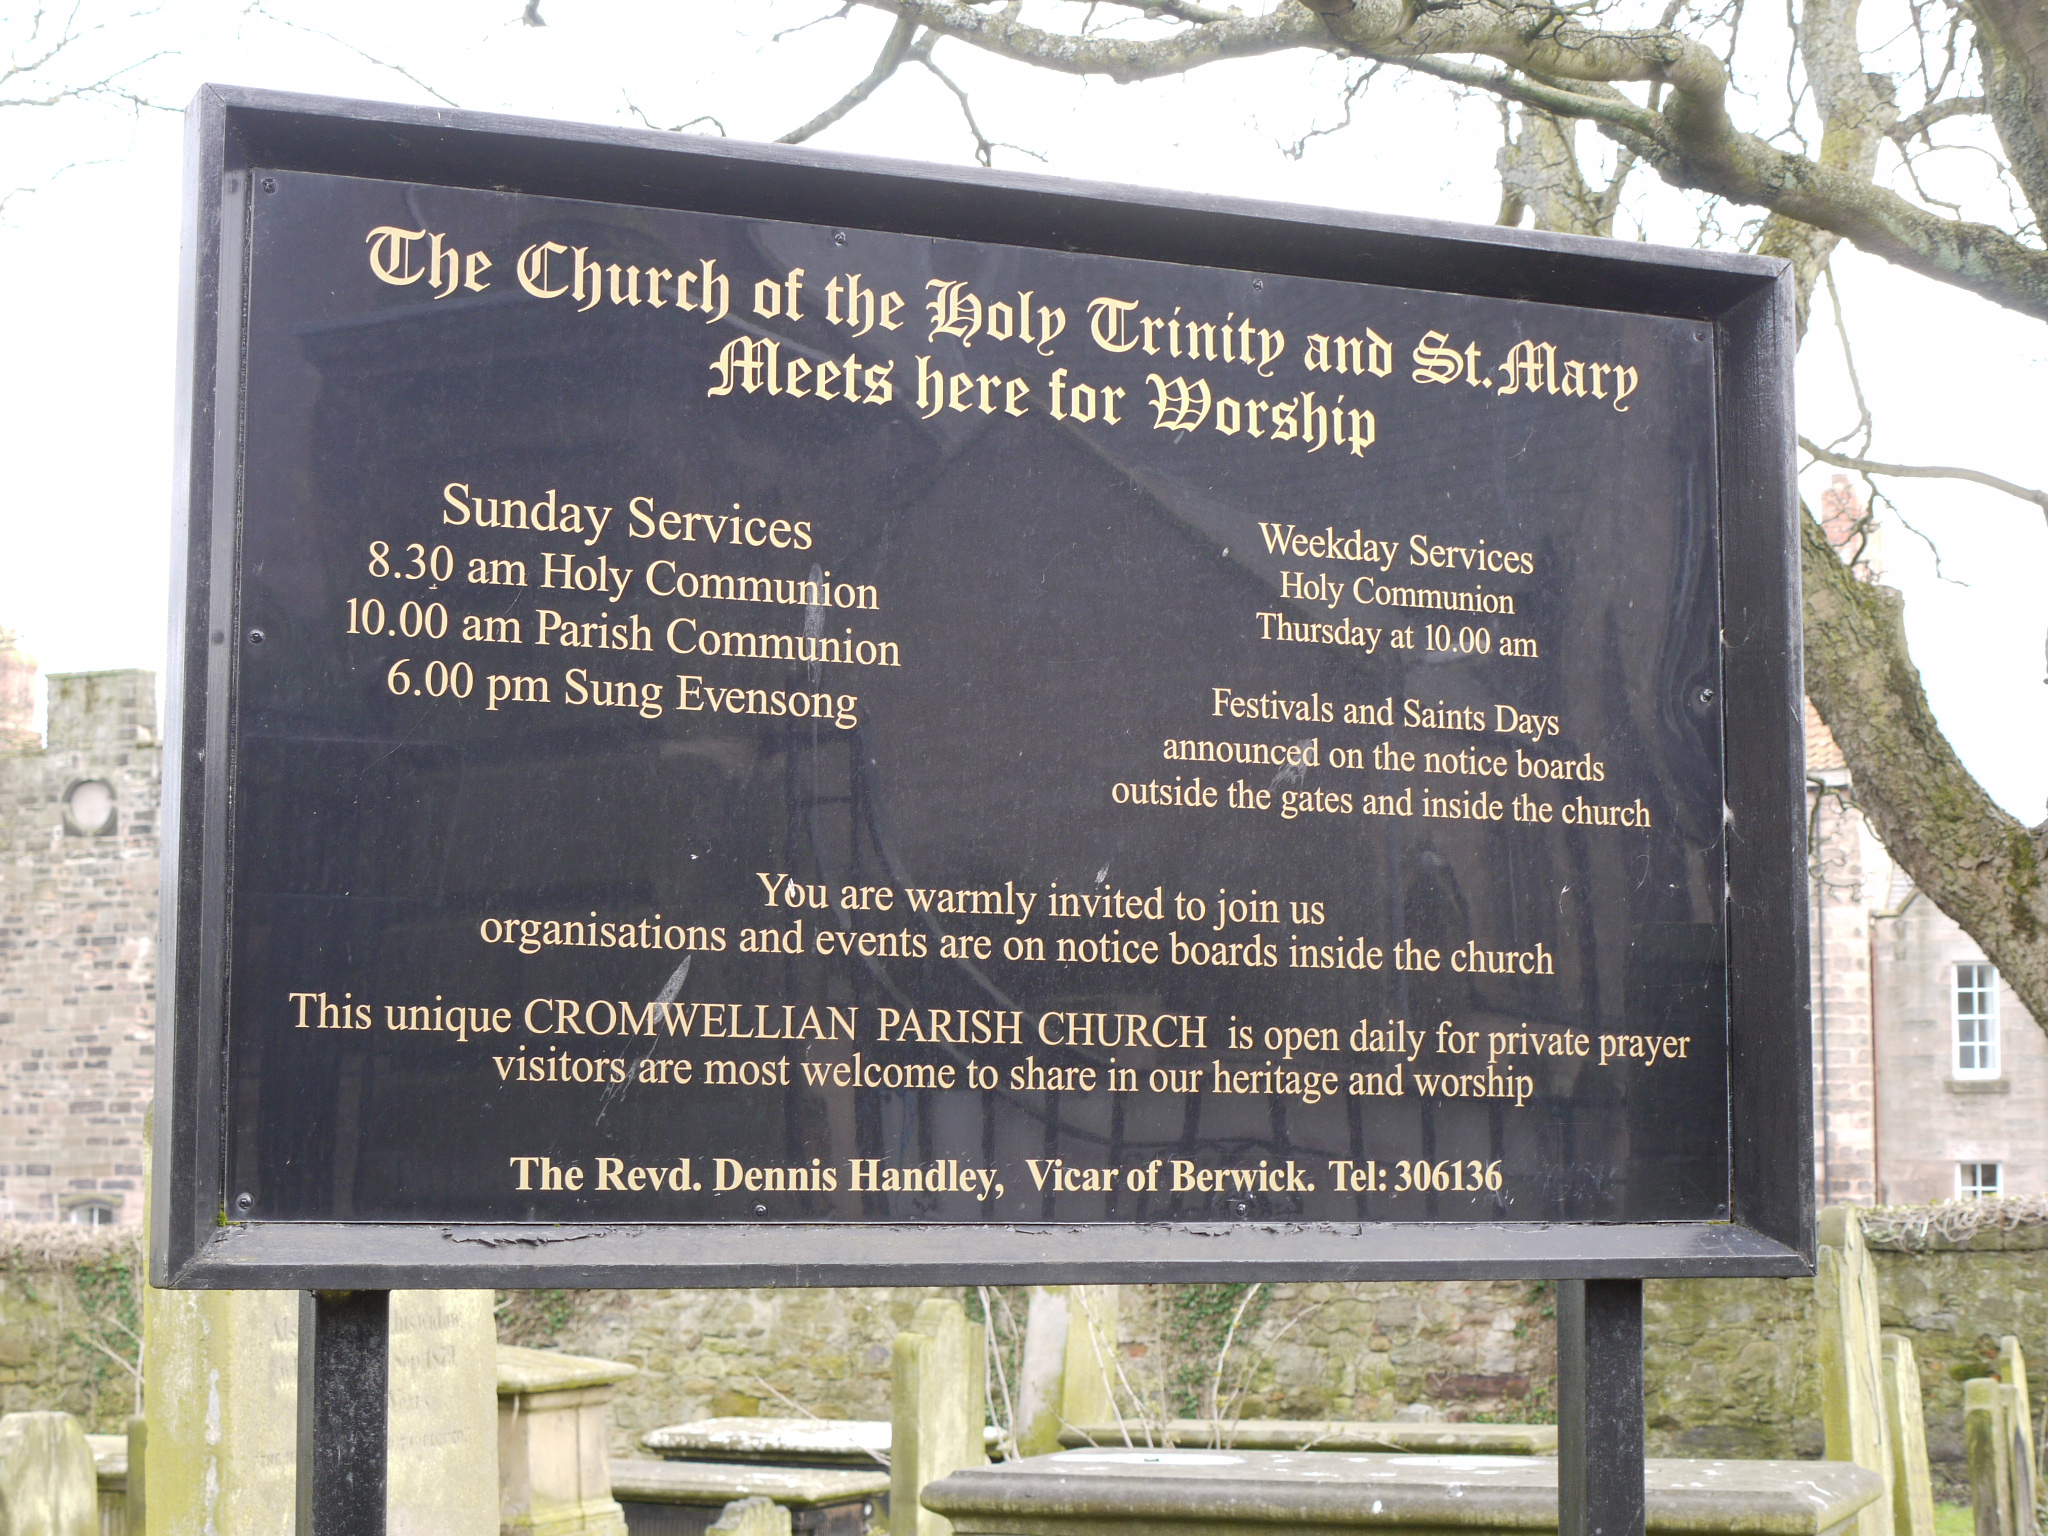 The Church of the Holy Trinity and St. Mary
Meets here for Worship
Sunday Services
8.30 am Holy Communion
10.00 am Parish Communion
6.00 pm Sung Evensong
Weekday Services
Holy Communion
Thursday at 10.00 am
Festivals and Saints Days
announced on the notice boards
outside the gates and inside the church
You are warmly invited to join us
organisations and events are on notice boards inside the church
This unique CROMWELLIAN PARISH CHURCH is open daily for private prayer
visitors are most welcome to share in our heritage and worship
The Revd. Dennis Handley, Vicar of Berwick. Tel: 306136